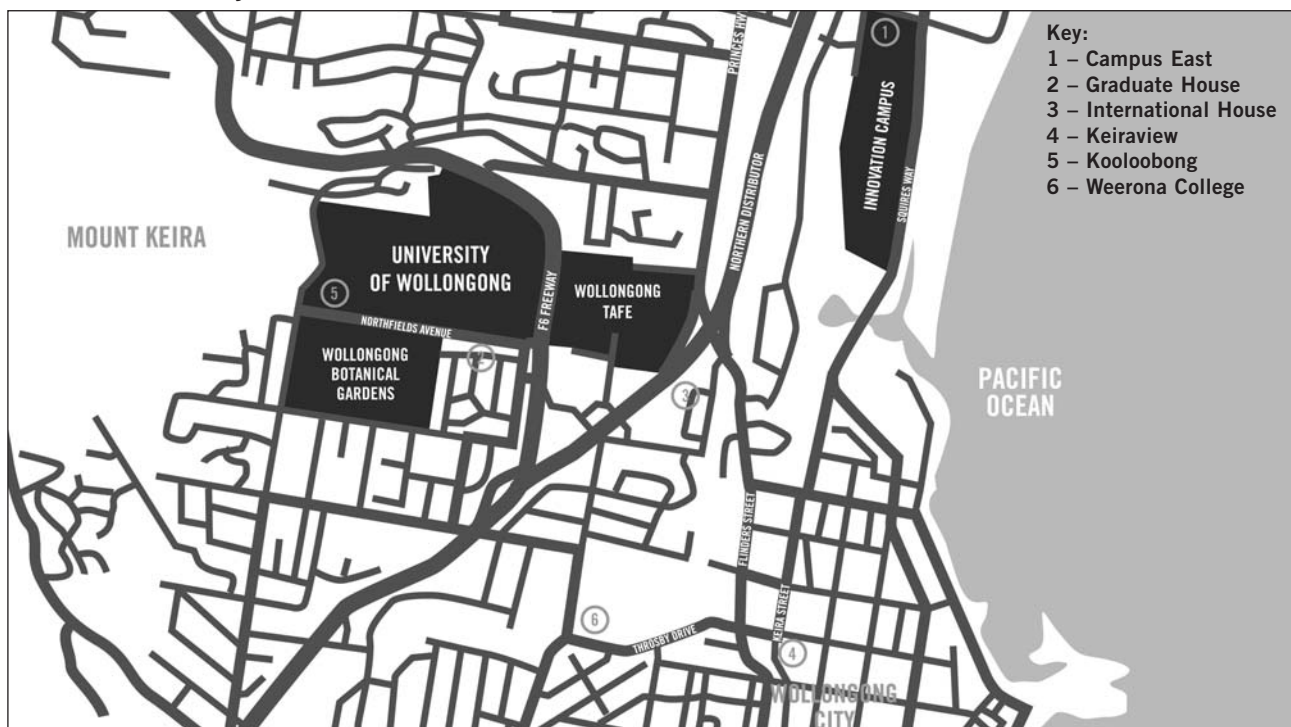 PRINCES HWY
1
Key:
1 – Campus East
2 – Graduate House
3 – International House
4 – Keiraview
5 – Kooloobong
6 – Weerona College
INNOVATION CAMPUS
NORTHERN DISTRIBUTOR
SQUIRES WAY
MOUNT KEIRA
UNIVERSITY
OF WOLLONGONG
5
F6 FREEWAY
WOLLONGONG
TAFE
NORTHFIELDS AVENUE
2
WOLLONGONG
BOTANICAL
GARDENS
3
PACIFIC
OCEAN
FLINDERS STREET
KEIRA STREET
6
THROSBY DRIVE
4
WOLLONGONG
CITY